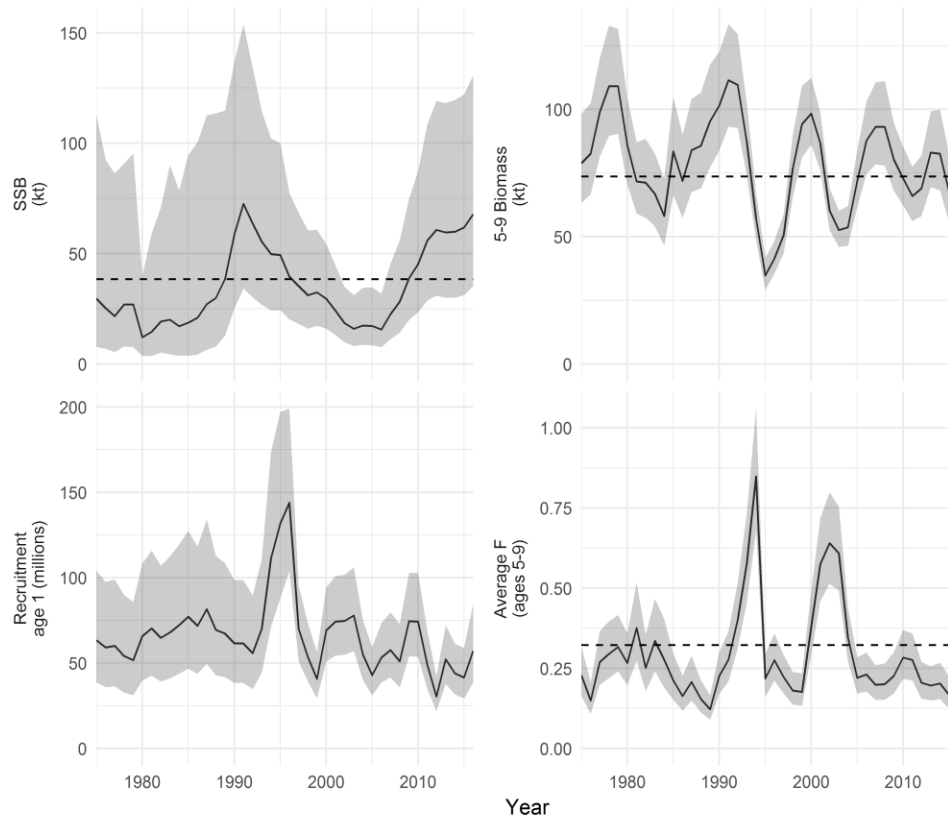 SSB
(kt)
150
100
50
0
5-9 Biomass
(kt)
100
50
0
Recruitment
age 1 (millions)
200
150
100
50
0
1980 1990 2000 2010
Average F
(ages 5-9)
1.00
0.75
0.50
0.25
0.00
1980 1990 2000 2010
Year